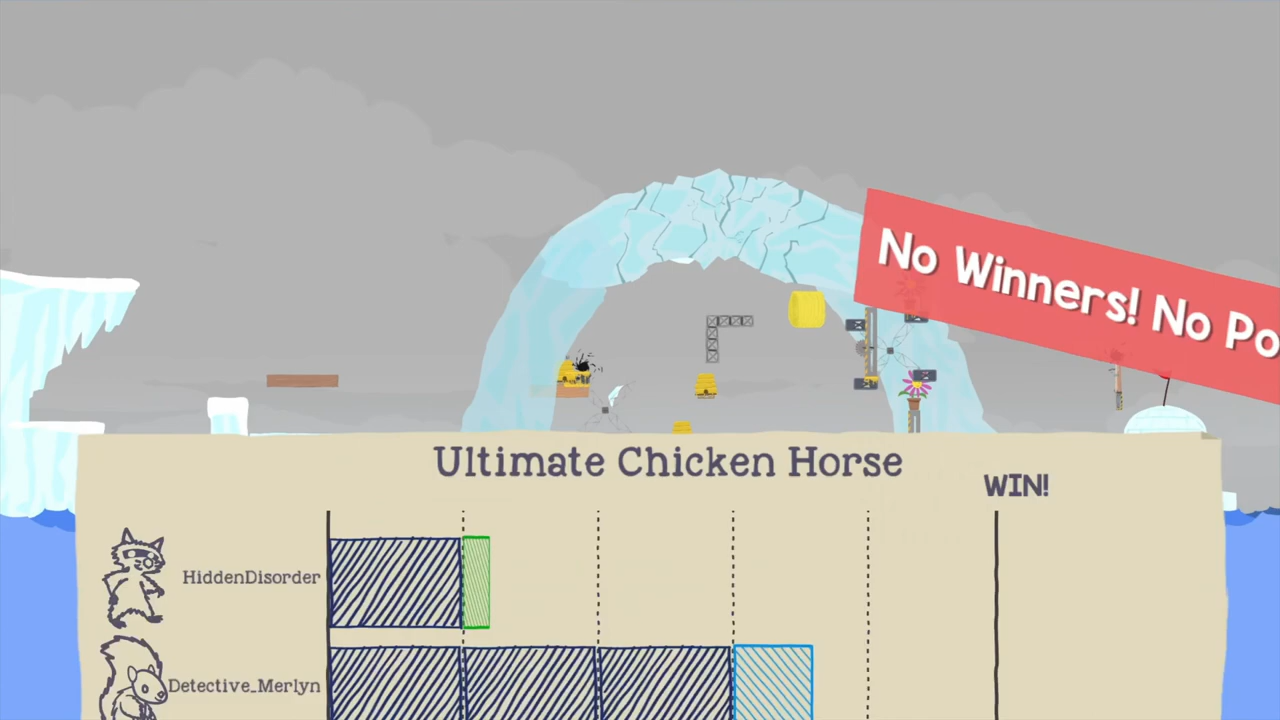 No Winners! No Po
Ultimate Chicken Horse
WIN!
HiddenDisorder
Detective_Merlyn